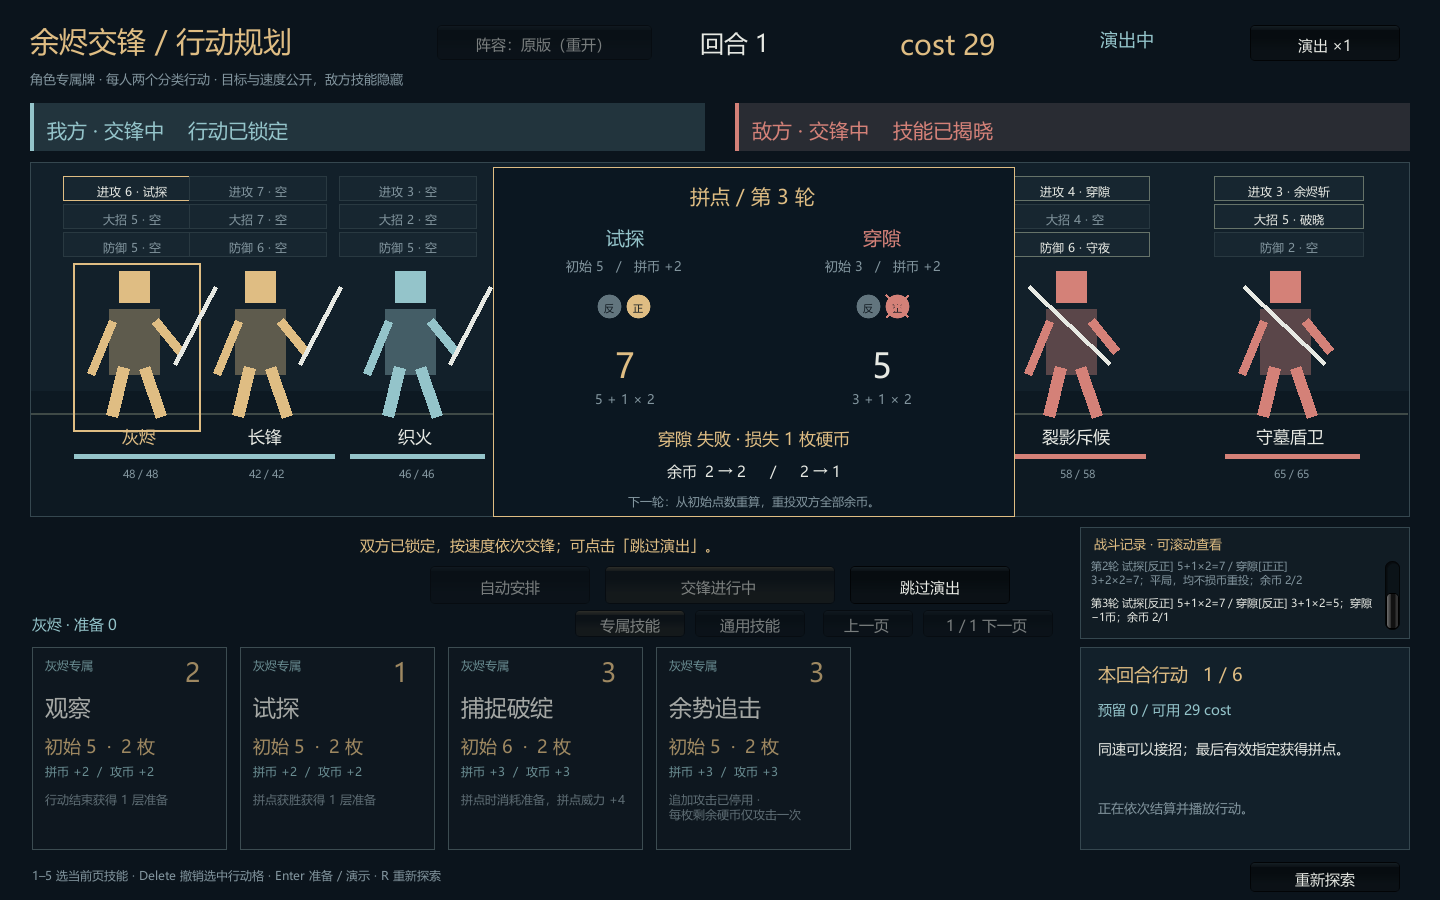 余烬交锋 / 行动规划
阵容：原版（重开）
回合 1
cost 29
演出中
演出 ×1
角色专属牌 · 每人两个分类行动 · 目标与速度公开，敌方技能隐藏
我方 · 交锋中 行动已锁定
敌方 · 交锋中 技能已揭晓
进攻 6 · 试探
进攻 7 · 空
进攻 3 · 空
进攻 4 · 穿隙
进攻 3 · 余烬斩
大招 5 · 空
大招 7 · 空
大招 2 · 空
大招 4 · 空
大招 5 · 破晓
防御 5 · 空
防御 6 · 空
防御 5 · 空
防御 6 · 守夜
防御 2 · 空
拼点 / 第 3 轮
试探
穿隙
初始 5 / 拼币 +2
初始 3 / 拼币 +2
反 正
反
7
5
5 + 1 × 2
3 + 1 × 2
穿隙 失败 · 损失 1 枚硬币
余币 2→2 / 2→1
下一轮：从初始点数重算，重投双方全部余币。
灰烬
长锋
织火
裂影斥候
守墓盾卫
48 / 48
42 / 42
46 / 46
58 / 58
65 / 65
双方已锁定，按速度依次交锋；可点击「跳过演出」。
自动安排
交锋进行中
跳过演出
战斗记录 · 可滚动查看
第2轮 试探[反正] 5+1×2=7 / 穿隙[正正]
3+2×2=7；平局，均不损币重投；余币 2/2
第3轮 试探[反正] 5+1×2=7 / 穿隙[反正] 3+1×2=5；穿隙
−1币；余币 2/1
灰烬 · 准备 0
专属技能
通用技能
上一页
1 / 1 下一页
灰烬专属
2
观察
初始 5 · 2 枚
拼币 +2 / 攻币 +2
行动结束获得 1 层准备
灰烬专属
1
试探
初始 5 · 2 枚
拼币 +2 / 攻币 +2
拼点获胜获得 1 层准备
灰烬专属
3
捕捉破绽
初始 6 · 2 枚
拼币 +3 / 攻币 +3
拼点时消耗准备，拼点威力 +4
灰烬专属
3
余势追击
初始 5 · 2 枚
拼币 +3 / 攻币 +3
追加攻击已停用 ·
每枚剩余硬币仅攻击一次
本回合行动 1 / 6
预留 0 / 可用 29 cost
同速可以接招；最后有效指定获得拼点。
正在依次结算并播放行动。
1–5 选当前页技能 · Delete 撤销选中行动格 · Enter 准备 / 演示 · R 重新探索
重新探索